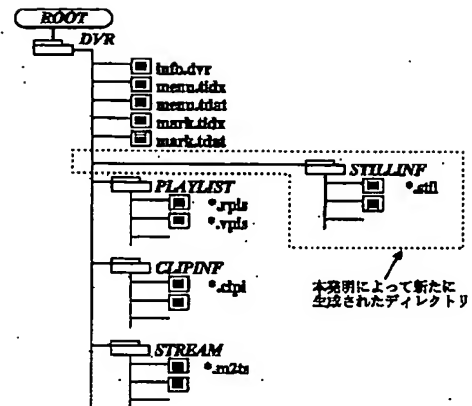 ROOT
DVR
info.dvr
menu.tidx
menu.tdat
mark.tidx
mark.tdat
STILLINF
*.stil
PLAYLIST
*.rpls
*.vpls
CLIPINF
*.clpi
本発明によって新たに
生成されたディレクトリ
STREAM
*.m2ts